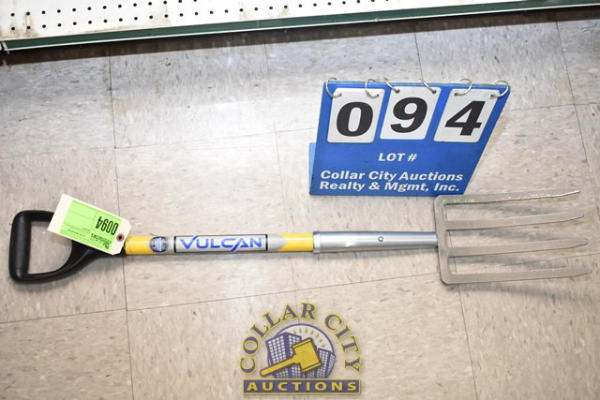 094
LOT #
Collar City Auctions
Realty & Mgmt, Inc.
0094
VULCAN
COLLAR CITY
AUCTIONS